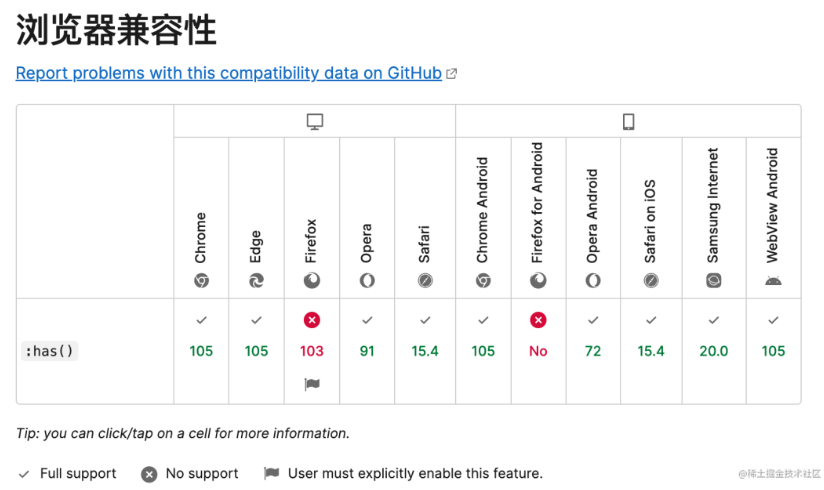 浏览器兼容性
Report problems with this compatibility data on GitHub
Chrome
Edge
Firefox
Opera
Safari
Chrome Android
Firefox for Android
Opera Android
Safari on iOS
Samsung Internet
WebView Android
:has() 105 105 103 91 15.4 105 No 72 15.4 20.0 105
Tip: you can click/tap on a cell for more information.
Full support No support User must explicitly enable this feature.
@稀土掘金技术社区